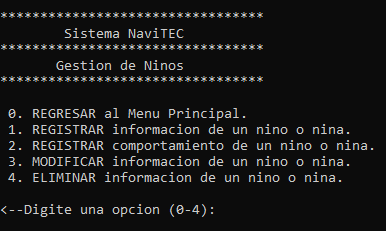 *********************************
Sistema NaviTEC
*********************************
Gestion de Ninos
*********************************
0. REGRESAR al Menu Principal.
1. REGISTRAR informacion de un nino o nina.
2. REGISTRAR comportamiento de un nino o nina.
3. MODIFICAR informacion de un nino o nina.
4. ELIMINAR informacion de un nino o nina.
<--Digite una opcion (0-4):